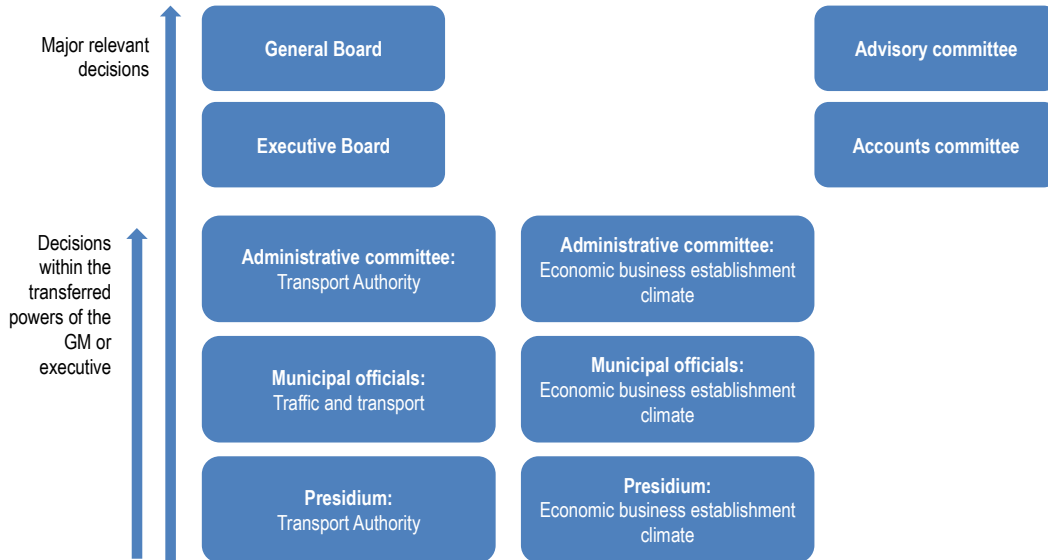 Major relevant
decisions
General Board
Advisory committee
Executive Board
Accounts committee
Decisions
within the
transferred
powers of the
GM or
executive
Administrative committee:
Transport Authority
Administrative committee:
Economic business establishment
climate
Municipal officials:
Traffic and transport
Municipal officials:
Economic business establishment
climate
Presidium:
Transport Authority
Presidium:
Economic business establishment
climate